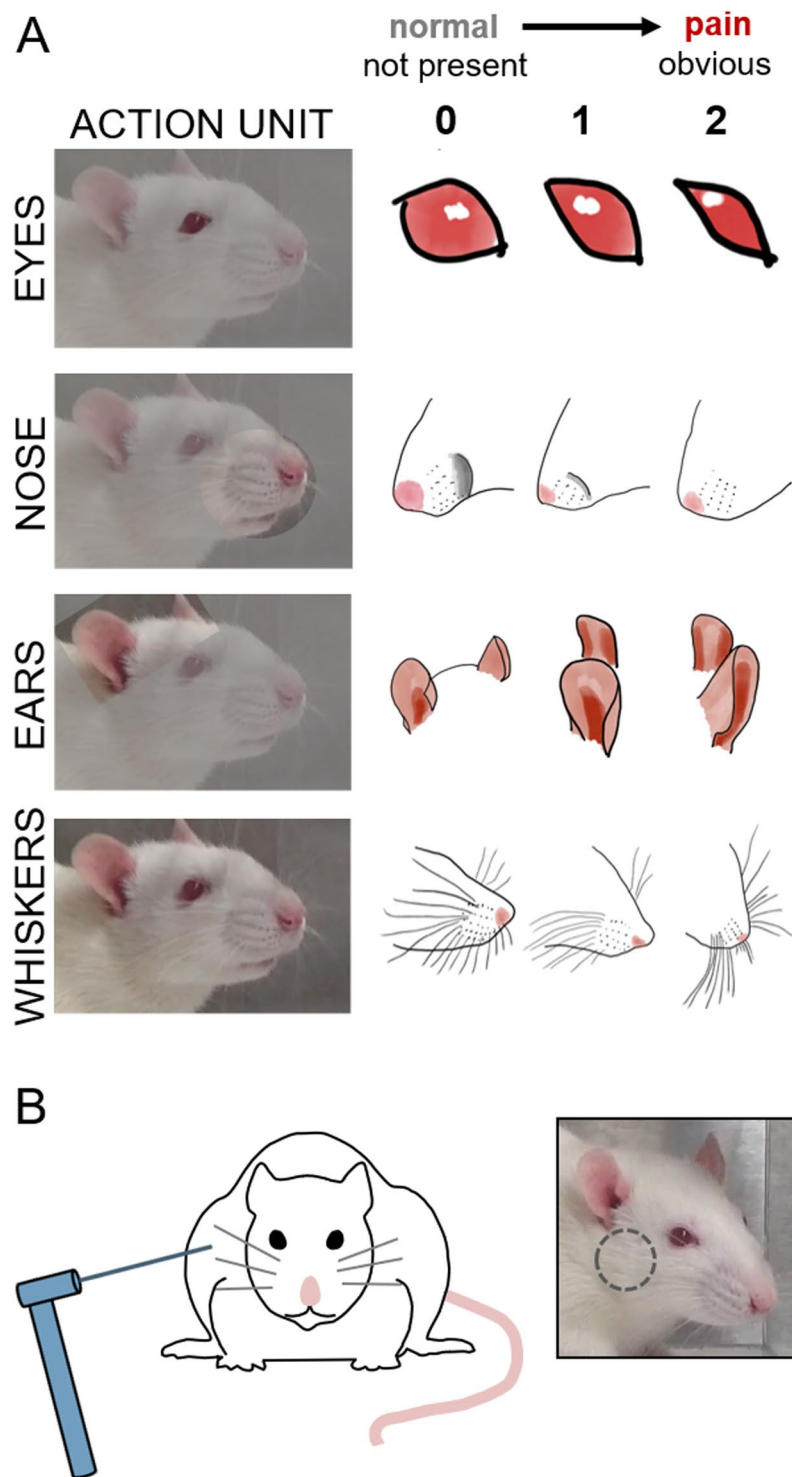 A
normal
pain
not present
obvious
ACTION UNIT
0
1
2
EYES
NOSE
EARS
WHISKERS
B